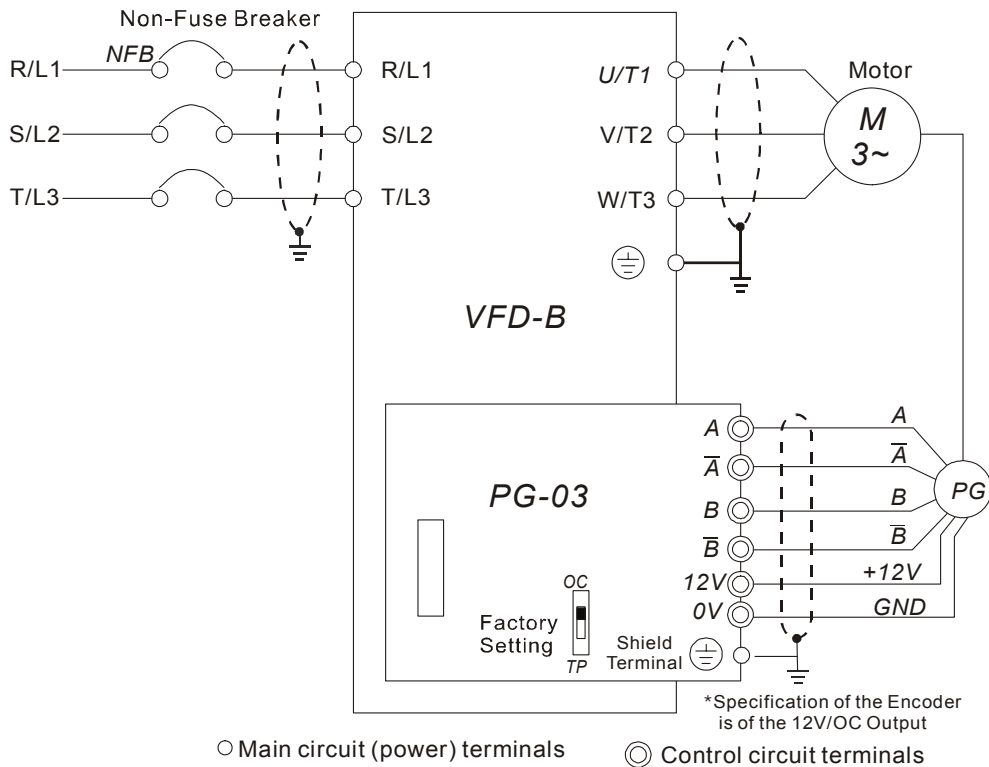 Non-Fuse Breaker
NFB
R/L1
R/L1
U/T1
Motor
S/L2
S/L2
V/T2
M
3~
T/L3
T/L3
W/T3
VFD-B
A
A
A̅
A̅
PG-03
B
B
PG
B̅
B̅
12V
+12V
OC
0V
GND
Factory
Setting
TP
Shield
Terminal
*Specification of the Encoder
is of the 12V/OC Output
Main circuit (power) terminals
Control circuit terminals